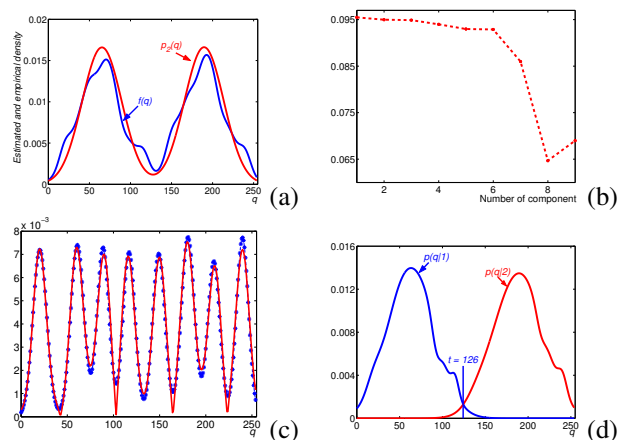 0.02
0.015
0.01
0.005
0
Estimated and empirical density
p2(q)
f(q)
0 50 100 150 200 250
q
(a)
0.095
0.085
0.075
0.065
2 4 6 8
Number of component
(b)
8 x 10⁻³
7
6
5
4
3
2
1
0
0 50 100 150 200 250
q
(c)
0.016
0.012
0.008
0.004
0
p(q|1)
p(q|2)
t = 126
0 50 100 150 200 250
q
(d)